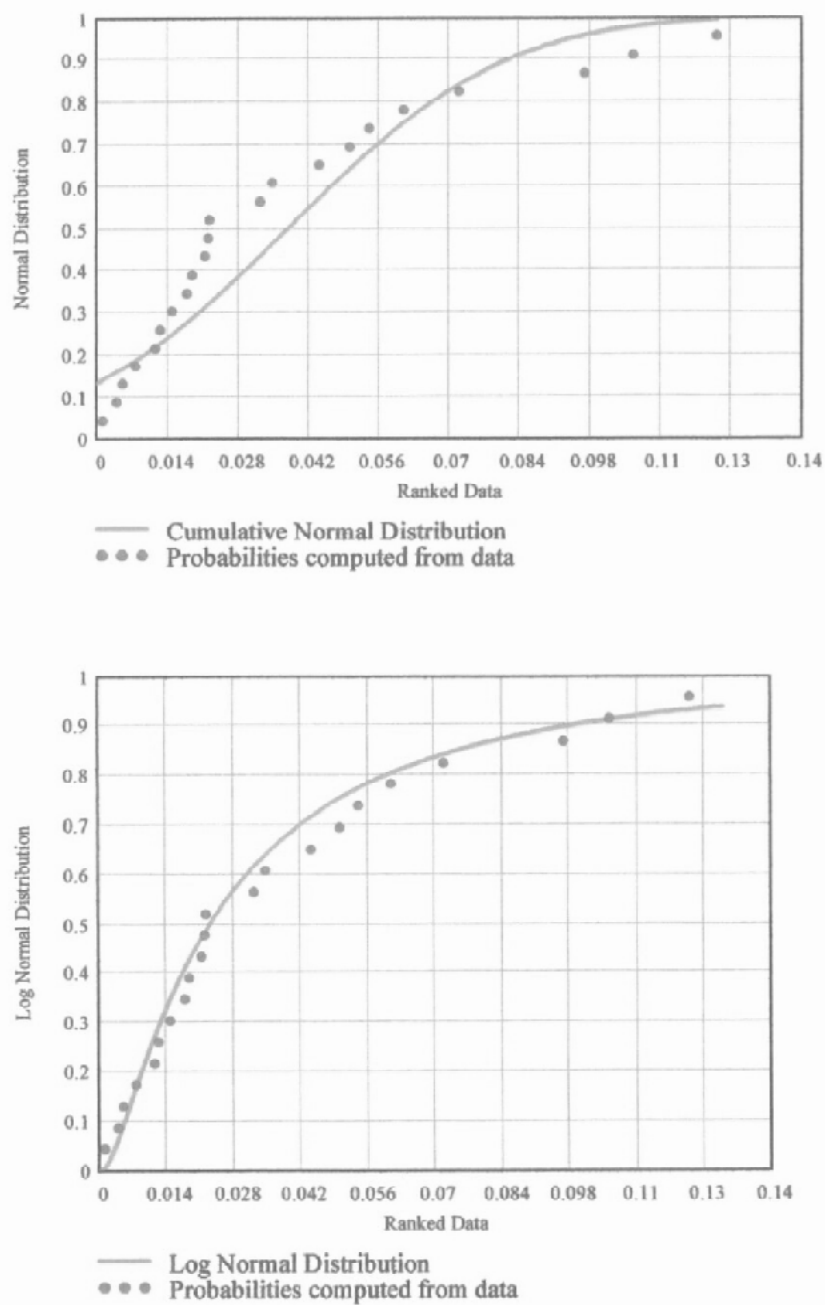 1
0.9
0.8
0.7
0.6
0.5
0.4
0.3
0.2
0.1
0
Normal Distribution
0 0.014 0.028 0.042 0.056 0.07 0.084 0.098 0.11 0.13 0.14
Ranked Data
Cumulative Normal Distribution
Probabilities computed from data
1
0.9
0.8
0.7
0.6
0.5
0.4
0.3
0.2
0.1
0
Log Normal Distribution
0 0.014 0.028 0.042 0.056 0.07 0.084 0.098 0.11 0.13 0.14
Ranked Data
Log Normal Distribution
Probabilities computed from data